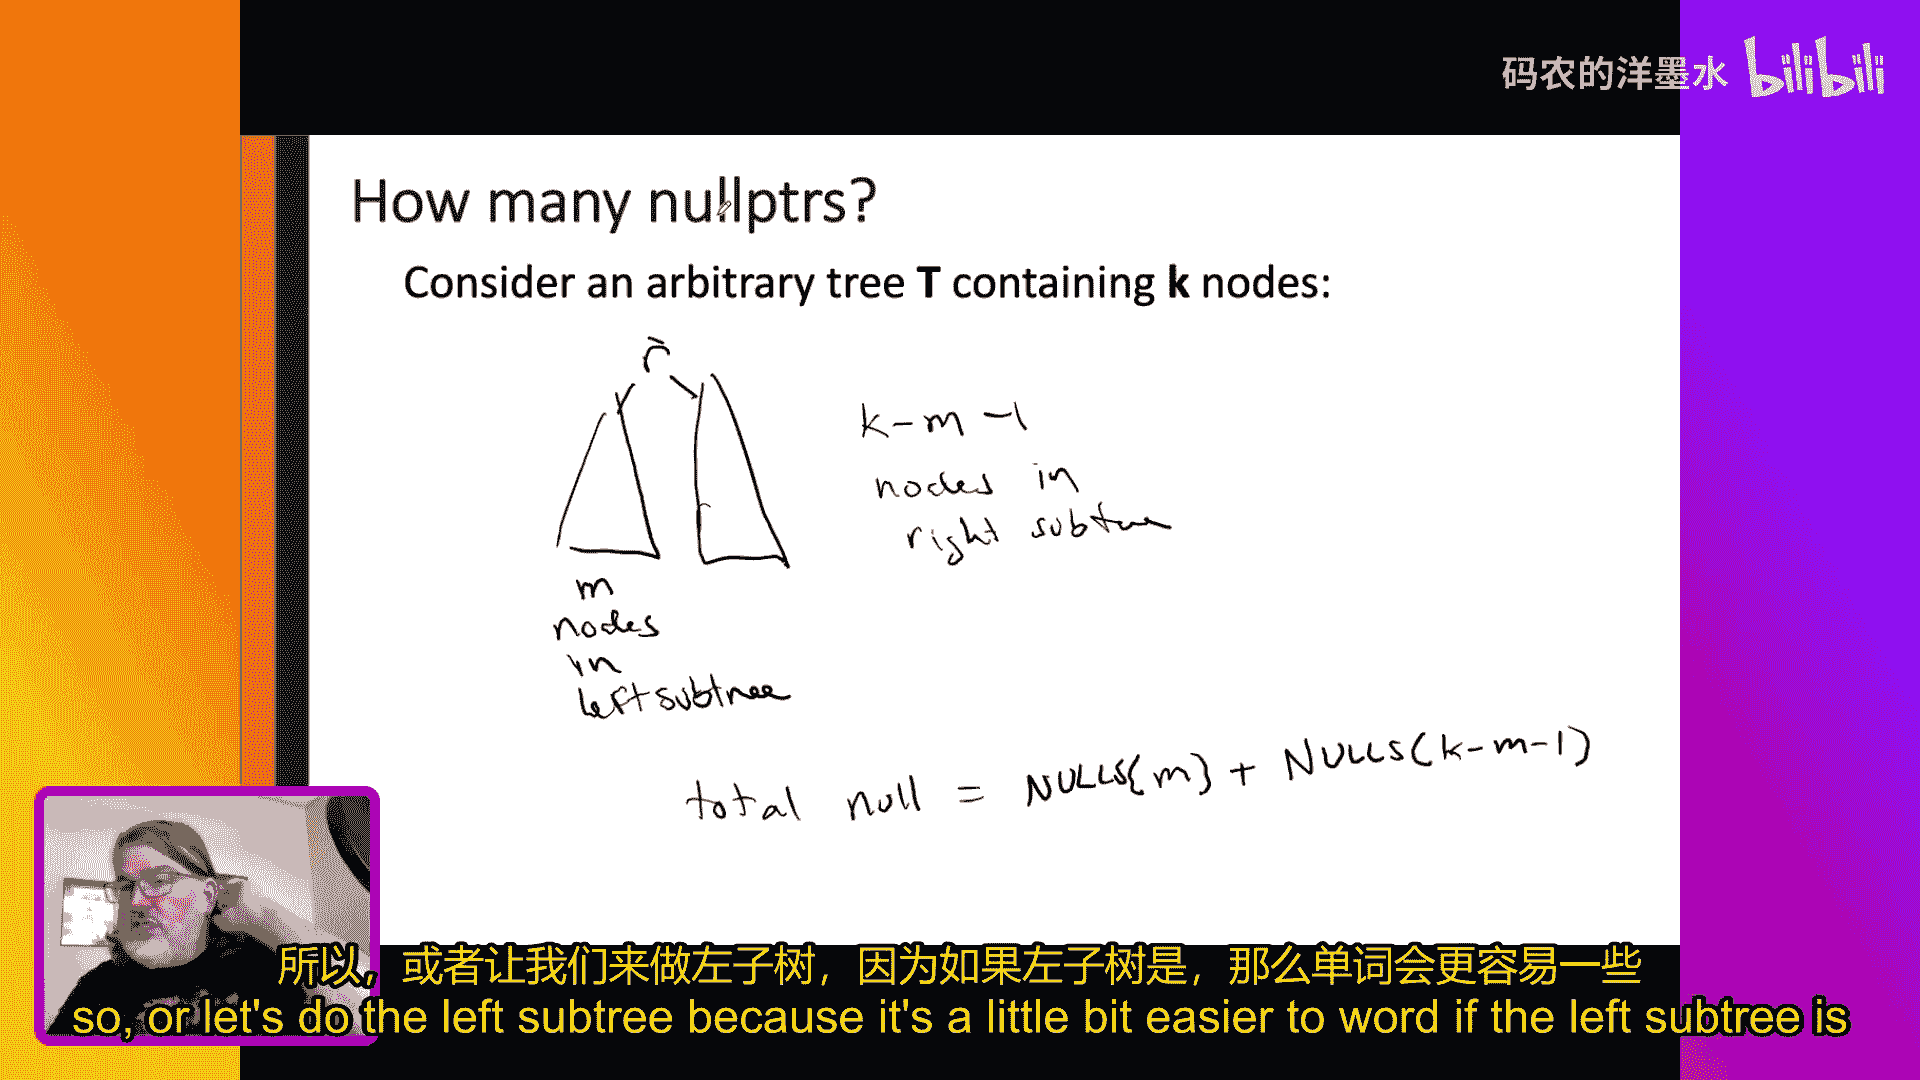 码农的洋墨水 bilibili
How many nullptrs?
Consider an arbitrary tree T containing k nodes:
r
k-m-1
nodes in
right subtree
m
nodes
in
left subtree
total null = NULLS(m) + NULLS(k-m-1)
所以，或者让我们来做左子树，因为如果左子树是，那么单词会更容易一些
so, or let's do the left subtree because it's a little bit easier to word if the left subtree is